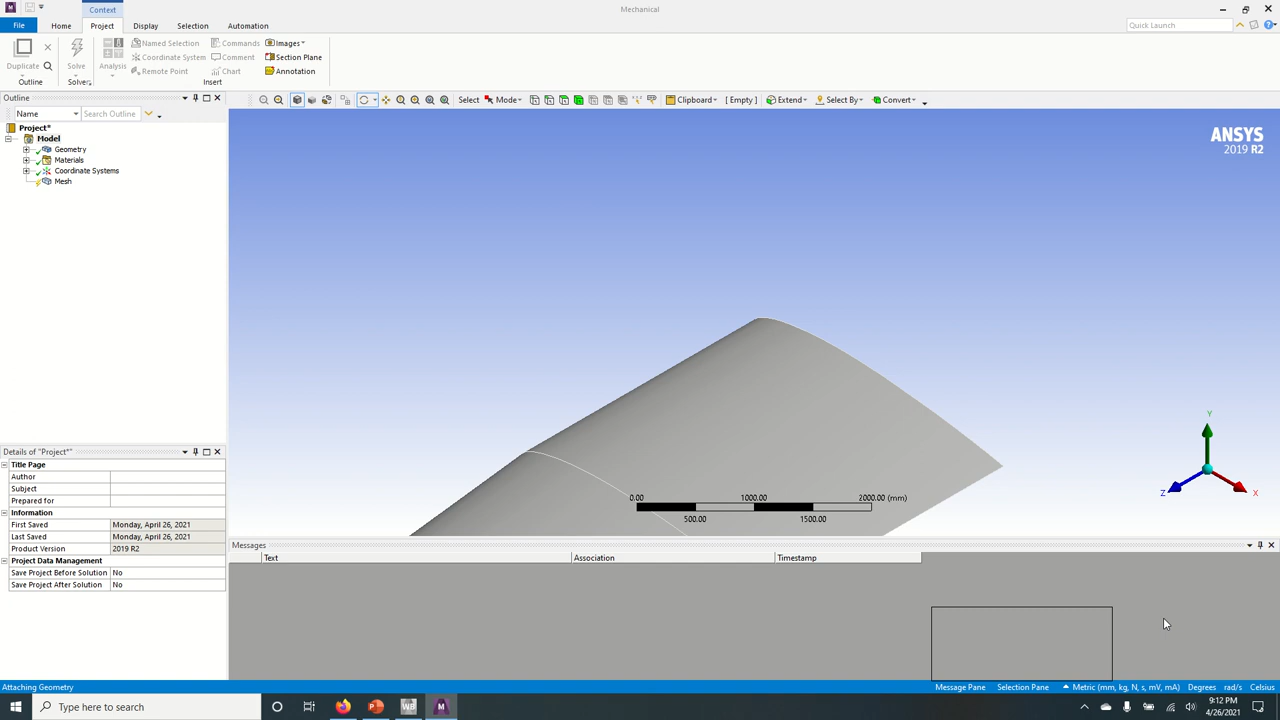 Context
Mechanical
File Home Project Display Selection Automation
Quick Launch
Duplicate
Solve
Analysis
Named Selection
Coordinate System
Remote Point
Commands
Comment
Chart
Images
Section Plane
Annotation
Outline Solver Insert
Outline
Select Mode Clipboard [ Empty ] Extend Select By Convert
Name Search Outline
Project*
Model
Geometry
Materials
Coordinate Systems
Mesh
ANSYS
2019 R2
Y
Z
X
0.00 1000.00 2000.00 (mm)
500.00 1500.00
Details of "Project*"
Title Page
Author
Subject
Prepared for
Information
First Saved Monday, April 26, 2021
Last Saved Monday, April 26, 2021
Product Version 2019 R2
Project Data Management
Save Project Before Solution No
Save Project After Solution No
Messages
Text Association Timestamp
Attaching Geometry
Message Pane Selection Pane Metric (mm, kg, N, s, mV, mA) Degrees rad/s Celsius
Type here to search
9:12 PM
4/26/2021